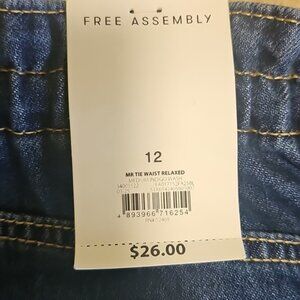 FREE ASSEMBLY
12
MR TIE WAIST RELAXED
MEDIUM INDIGO WASH
4 893966 716254
$26.00